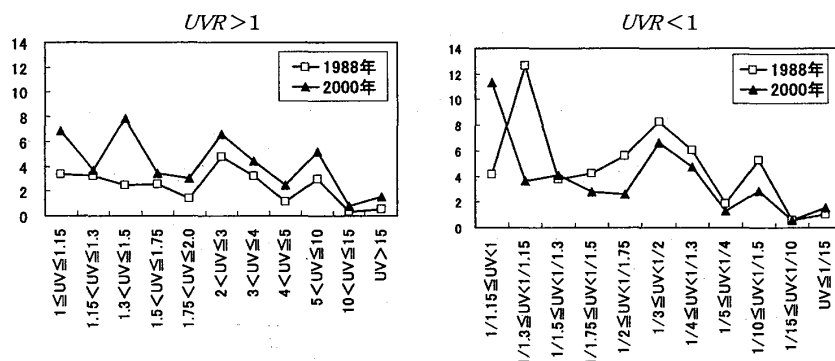 UVR>1
14
12
10
8
6
4
2
0
1988年
2000年
1≦UV≦1.15
1.15<UV≦1.3
1.3<UV≦1.5
1.5<UV≦1.75
1.75<UV≦2.0
2<UV≦3
3<UV≦4
4<UV≦5
5<UV≦10
10<UV≦15
UV>15
UVR<1
14
12
10
8
6
4
2
0
1988年
2000年
1/1.15≦UV<1
1/1.3≦UV<1/1.15
1/1.5≦UV<1/1.3
1/1.75≦UV<1/1.5
1/2≦UV<1/1.75
1/3≦UV<1/2
1/4≦UV<1/3
1/5≦UV<1/4
1/10≦UV<1/5
1/15≦UV<1/10
UV≦1/15